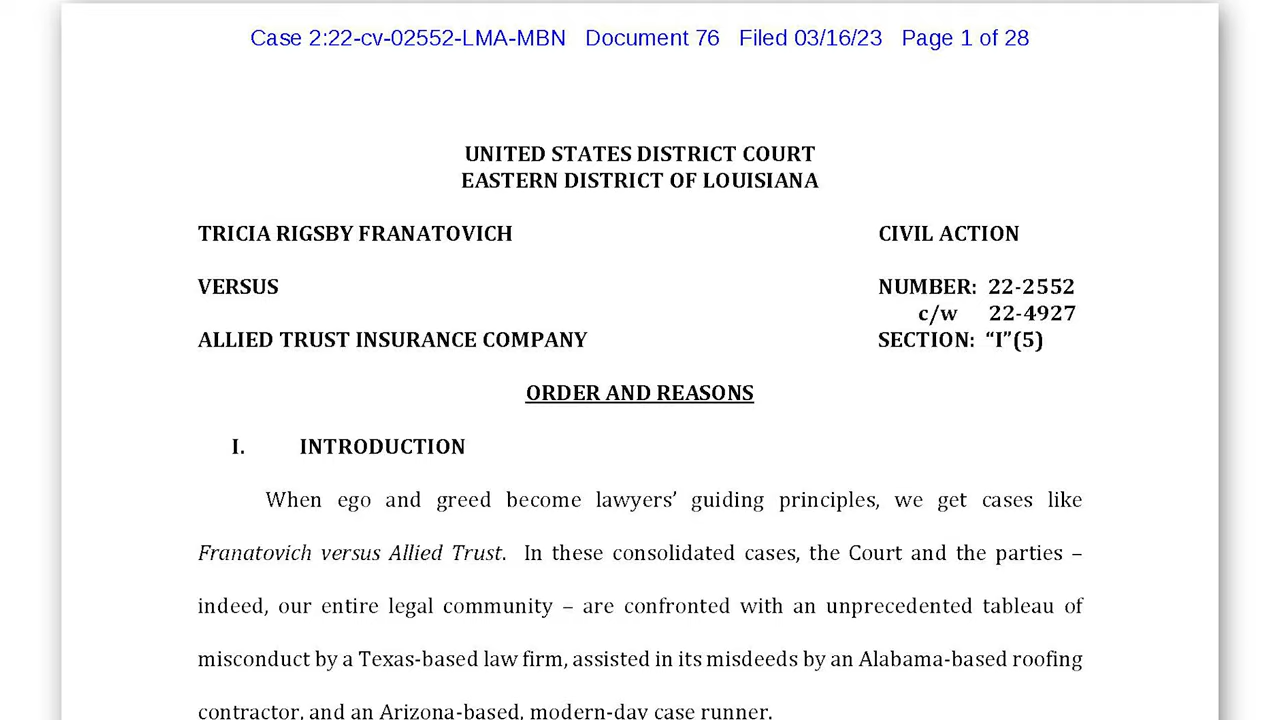 Case 2:22-cv-02552-LMA-MBN Document 76 Filed 03/16/23 Page 1 of 28
UNITED STATES DISTRICT COURT
EASTERN DISTRICT OF LOUISIANA
TRICIA RIGSBY FRANATOVICH CIVIL ACTION
VERSUS NUMBER: 22-2552
c/w 22-4927
ALLIED TRUST INSURANCE COMPANY SECTION: “I”(5)
ORDER AND REASONS
I. INTRODUCTION
When ego and greed become lawyers’ guiding principles, we get cases like
Franatovich versus Allied Trust. In these consolidated cases, the Court and the parties –
indeed, our entire legal community – are confronted with an unprecedented tableau of
misconduct by a Texas-based law firm, assisted in its misdeeds by an Alabama-based roofing
contractor, and an Arizona-based, modern-day case runner.